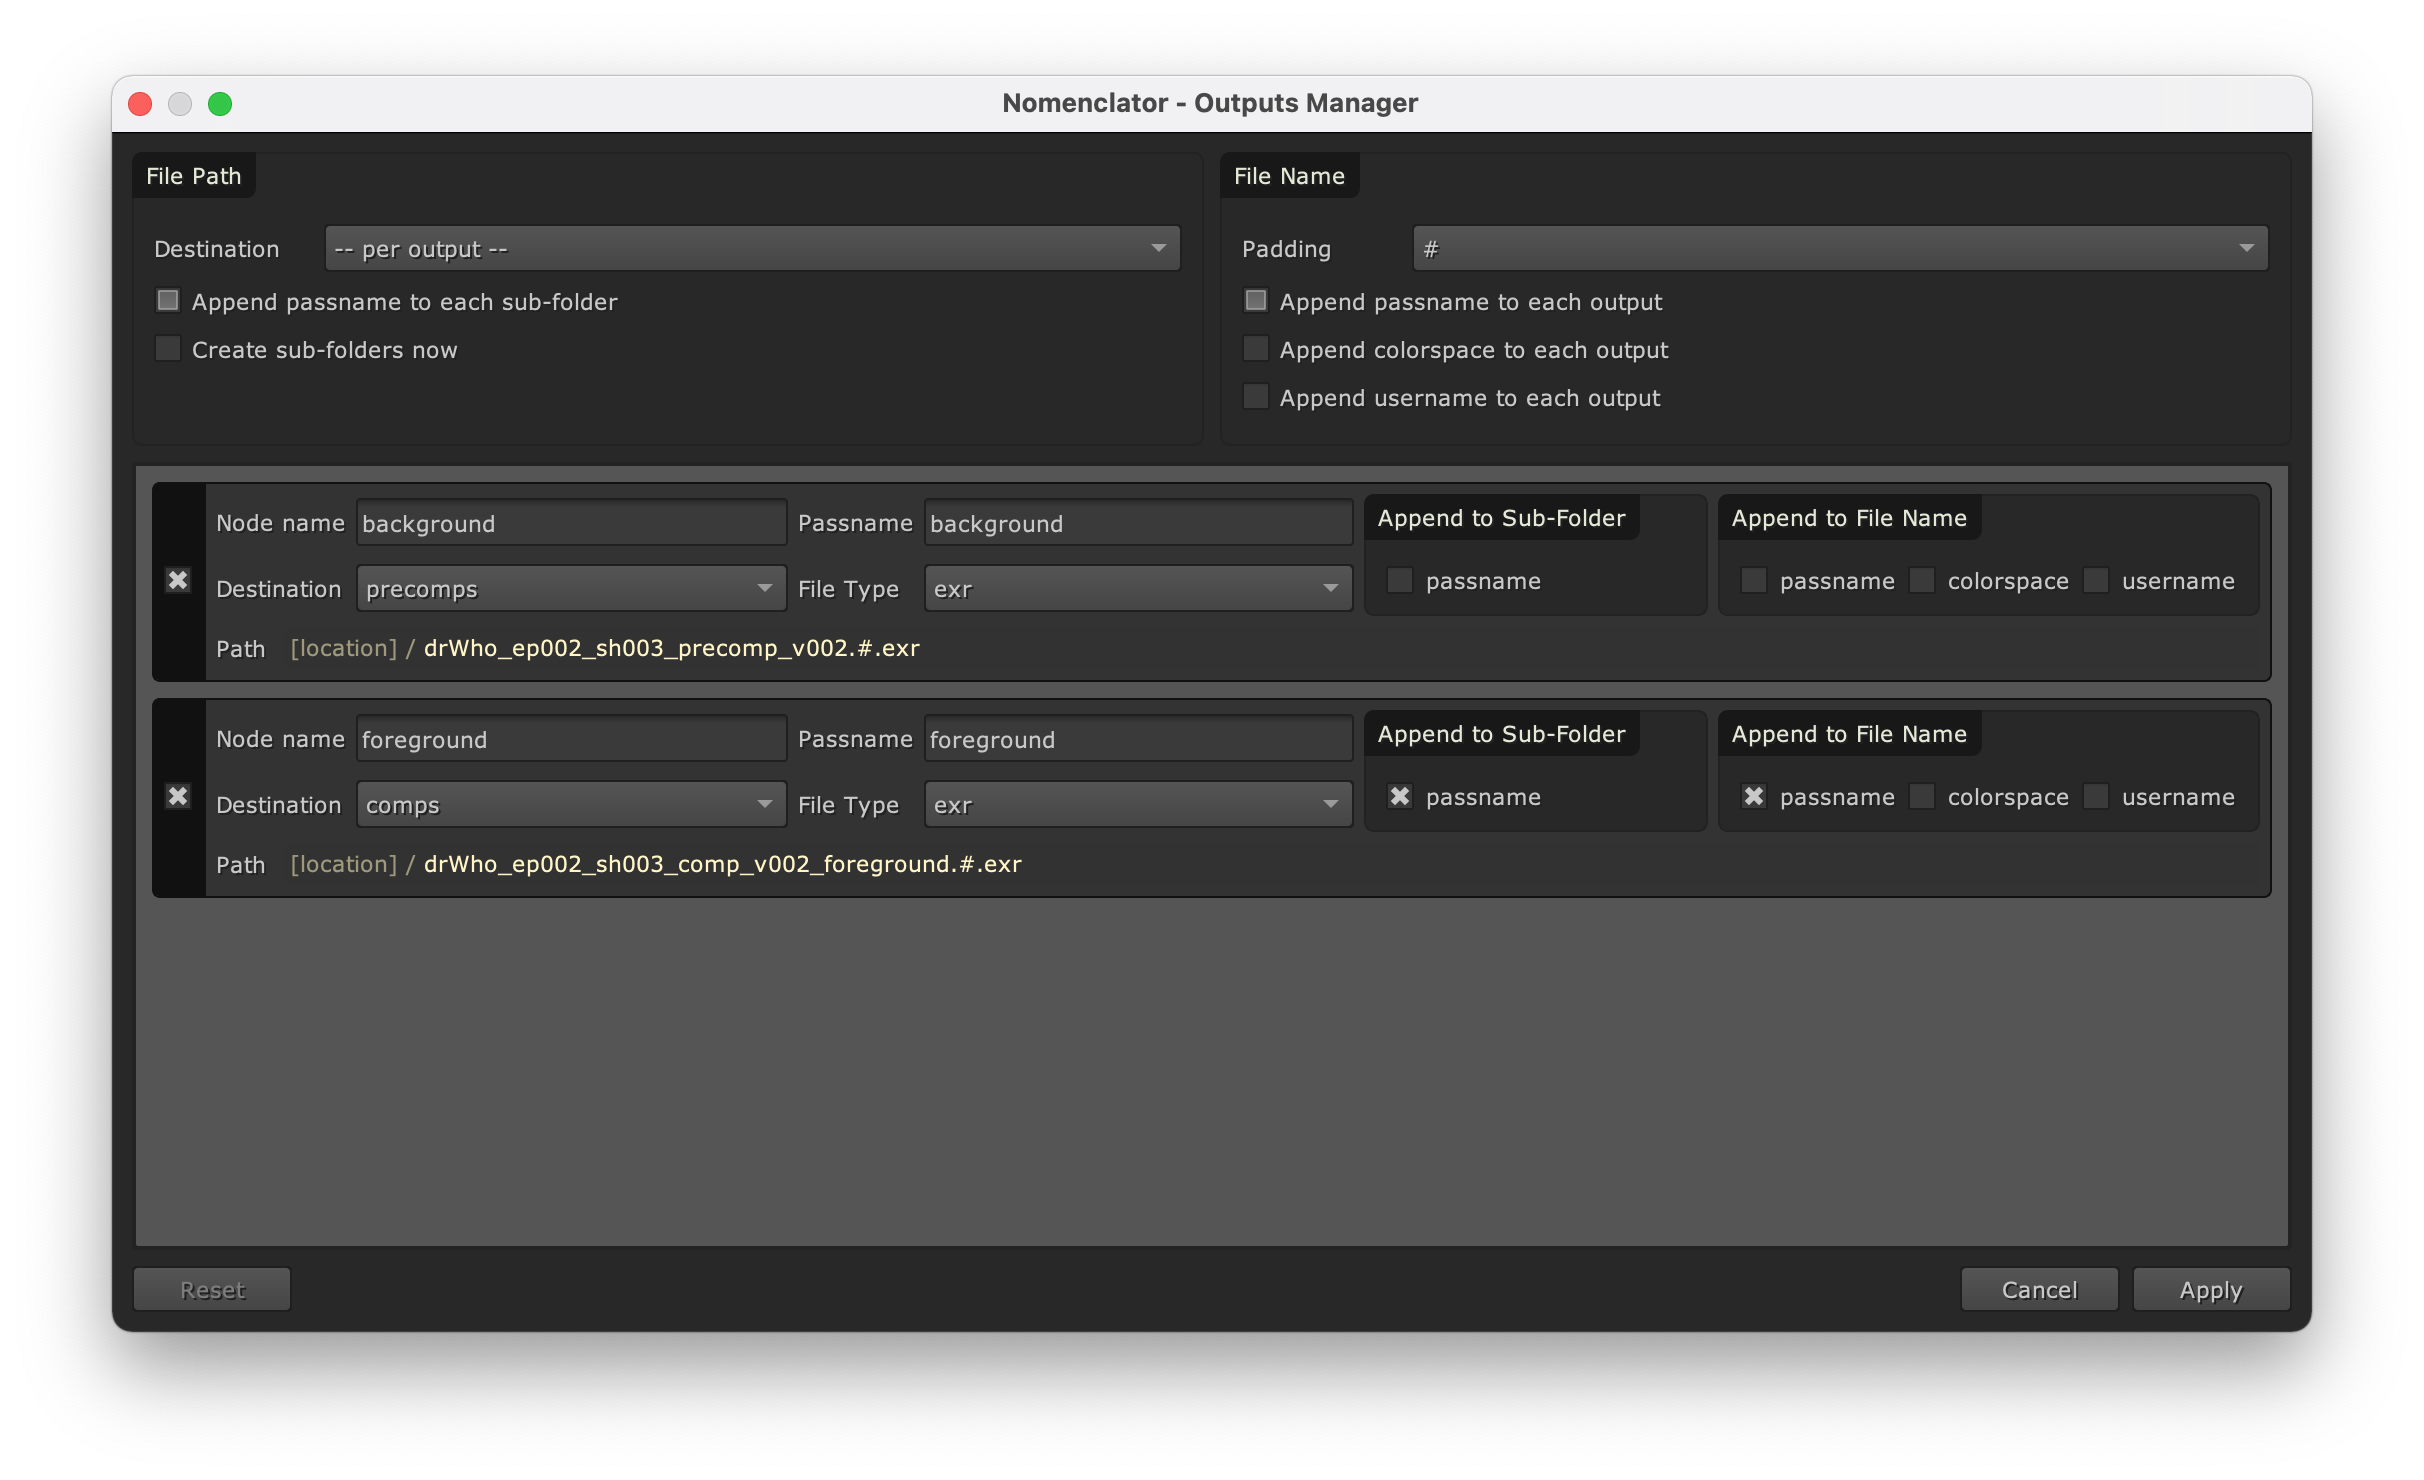 Nomenclator - Outputs Manager
File Path
Destination -- per output --
Append passname to each sub-folder
Create sub-folders now
File Name
Padding #
Append passname to each output
Append colorspace to each output
Append username to each output
Node name background Passname background
Destination precomps File Type exr
Append to Sub-Folder
passname
Append to File Name
passname colorspace username
Path [location] / drWho_ep002_sh003_precomp_v002.#.exr
Node name foreground Passname foreground
Destination comps File Type exr
Append to Sub-Folder
passname
Append to File Name
passname colorspace username
Path [location] / drWho_ep002_sh003_comp_v002_foreground.#.exr
Reset Cancel Apply